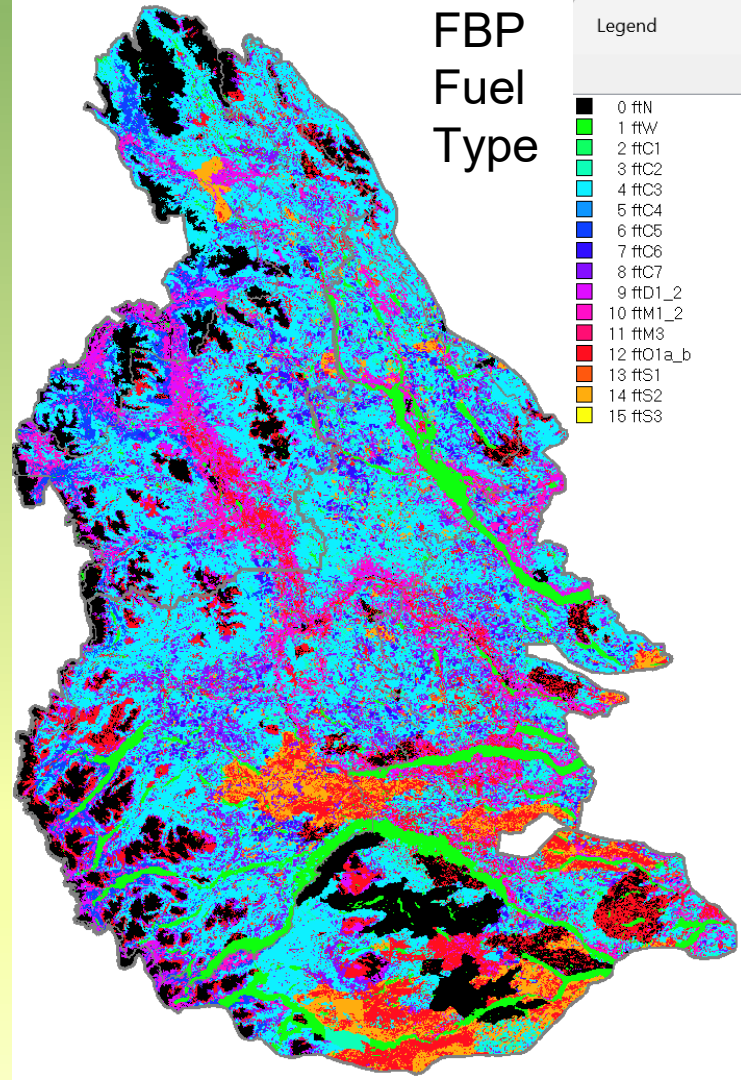 FBP
Fuel
Type
Legend
0 ftN
1 ftW
2 ftC1
3 ftC2
4 ftC3
5 ftC4
6 ftC5
7 ftC6
8 ftC7
9 ftD1_2
10 ftM1_2
11 ftM3
12 ftO1a_b
13 ftS1
14 ftS2
15 ftS3